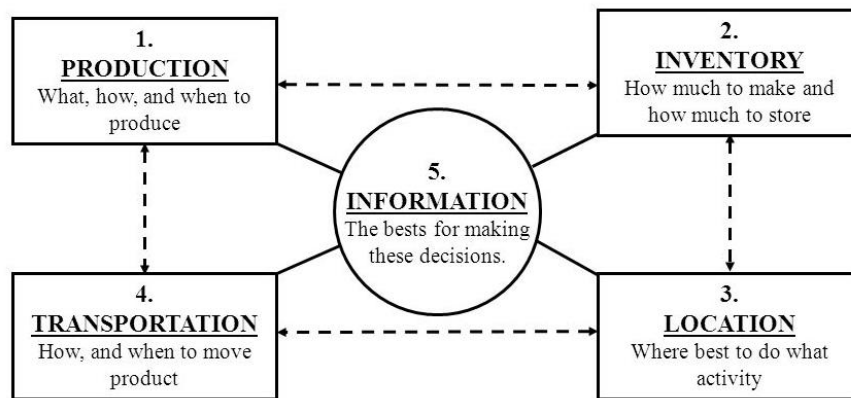 1.
PRODUCTION
What, how, and when to
produce
2.
INVENTORY
How much to make and
how much to store
5.
INFORMATION
The bests for making
these decisions.
4.
TRANSPORTATION
How, and when to move
product
3.
LOCATION
Where best to do what
activity